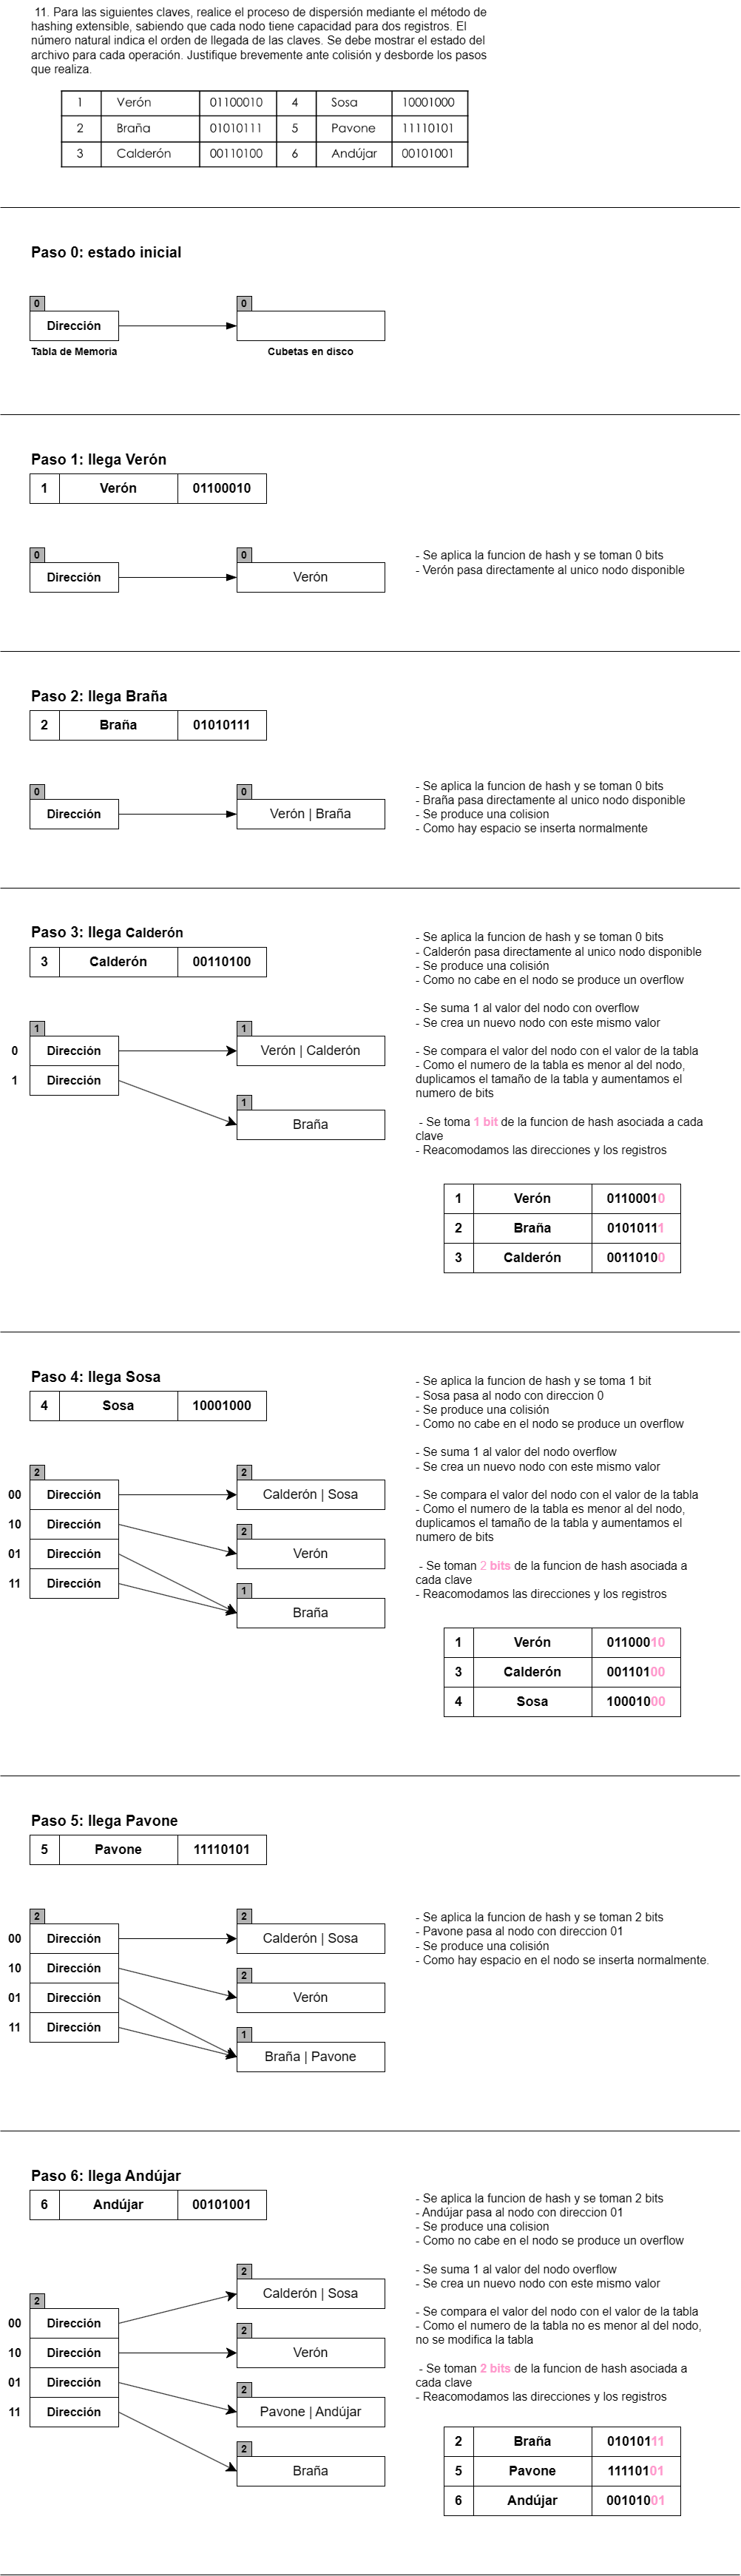 11. Para las siguientes claves, realice el proceso de dispersión mediante el método de
hashing extensible, sabiendo que cada nodo tiene capacidad para dos registros. El
número natural indica el orden de llegada de las claves. Se debe mostrar el estado del
archivo para cada operación. Justifique brevemente ante colisión y desborde los pasos
que realiza.
1 Verón 01100010 4 Sosa 10001000
2 Braña 01010111 5 Pavone 11110101
3 Calderón 00110100 6 Andújar 00101001
Paso 0: estado inicial
0 0
Dirección
Tabla de Memoria Cubetas en disco
Paso 1: llega Verón
1 Verón 01100010
0 0
Dirección Verón
- Se aplica la funcion de hash y se toman 0 bits
- Verón pasa directamente al unico nodo disponible
Paso 2: llega Braña
2 Braña 01010111
0 0
Dirección Verón | Braña
- Se aplica la funcion de hash y se toman 0 bits
- Braña pasa directamente al unico nodo disponible
- Se produce una colision
- Como hay espacio se inserta normalmente
Paso 3: llega Calderón
3 Calderón 00110100
1 1
0 Dirección Verón | Calderón
1 Dirección
1
Braña
- Se aplica la funcion de hash y se toman 0 bits
- Calderón pasa directamente al unico nodo disponible
- Se produce una colisión
- Como no cabe en el nodo se produce un overflow
- Se suma 1 al valor del nodo con overflow
- Se crea un nuevo nodo con este mismo valor
- Se compara el valor del nodo con el valor de la tabla
- Como el numero de la tabla es menor al del nodo,
duplicamos el tamaño de la tabla y aumentamos el
numero de bits
- Se toma 1 bit de la funcion de hash asociada a cada
clave
- Reacomodamos las direcciones y los registros
1 Verón 01100010
2 Braña 01010111
3 Calderón 00110100
Paso 4: llega Sosa
4 Sosa 10001000
2 2
00 Dirección Calderón | Sosa
10 Dirección
2
01 Dirección Verón
11 Dirección
1
Braña
- Se aplica la funcion de hash y se toma 1 bit
- Sosa pasa al nodo con direccion 0
- Se produce una colisión
- Como no cabe en el nodo se produce un overflow
- Se suma 1 al valor del nodo overflow
- Se crea un nuevo nodo con este mismo valor
- Se compara el valor del nodo con el valor de la tabla
- Como el numero de la tabla es menor al del nodo,
duplicamos el tamaño de la tabla y aumentamos el
numero de bits
- Se toman 2 bits de la funcion de hash asociada a
cada clave
- Reacomodamos las direcciones y los registros
1 Verón 01100010
3 Calderón 00110100
4 Sosa 10001000
Paso 5: llega Pavone
5 Pavone 11110101
2 2
00 Dirección Calderón | Sosa
10 Dirección
2
01 Dirección Verón
11 Dirección
1
Braña | Pavone
- Se aplica la funcion de hash y se toman 2 bits
- Pavone pasa al nodo con direccion 01
- Se produce una colisión
- Como hay espacio en el nodo se inserta normalmente.
Paso 6: llega Andújar
6 Andújar 00101001
2
Calderón | Sosa
2
00 Dirección
2
10 Dirección Verón
01 Dirección
2
11 Dirección Pavone | Andújar
2
Braña
- Se aplica la funcion de hash y se toman 2 bits
- Andújar pasa al nodo con direccion 01
- Se produce una colision
- Como no cabe en el nodo se produce un overflow
- Se suma 1 al valor del nodo overflow
- Se crea un nuevo nodo con este mismo valor
- Se compara el valor del nodo con el valor de la tabla
- Como el numero de la tabla no es menor al del nodo,
no se modifica la tabla
- Se toman 2 bits de la funcion de hash asociada a
cada clave
- Reacomodamos las direcciones y los registros
2 Braña 01010111
5 Pavone 11110101
6 Andújar 00101001